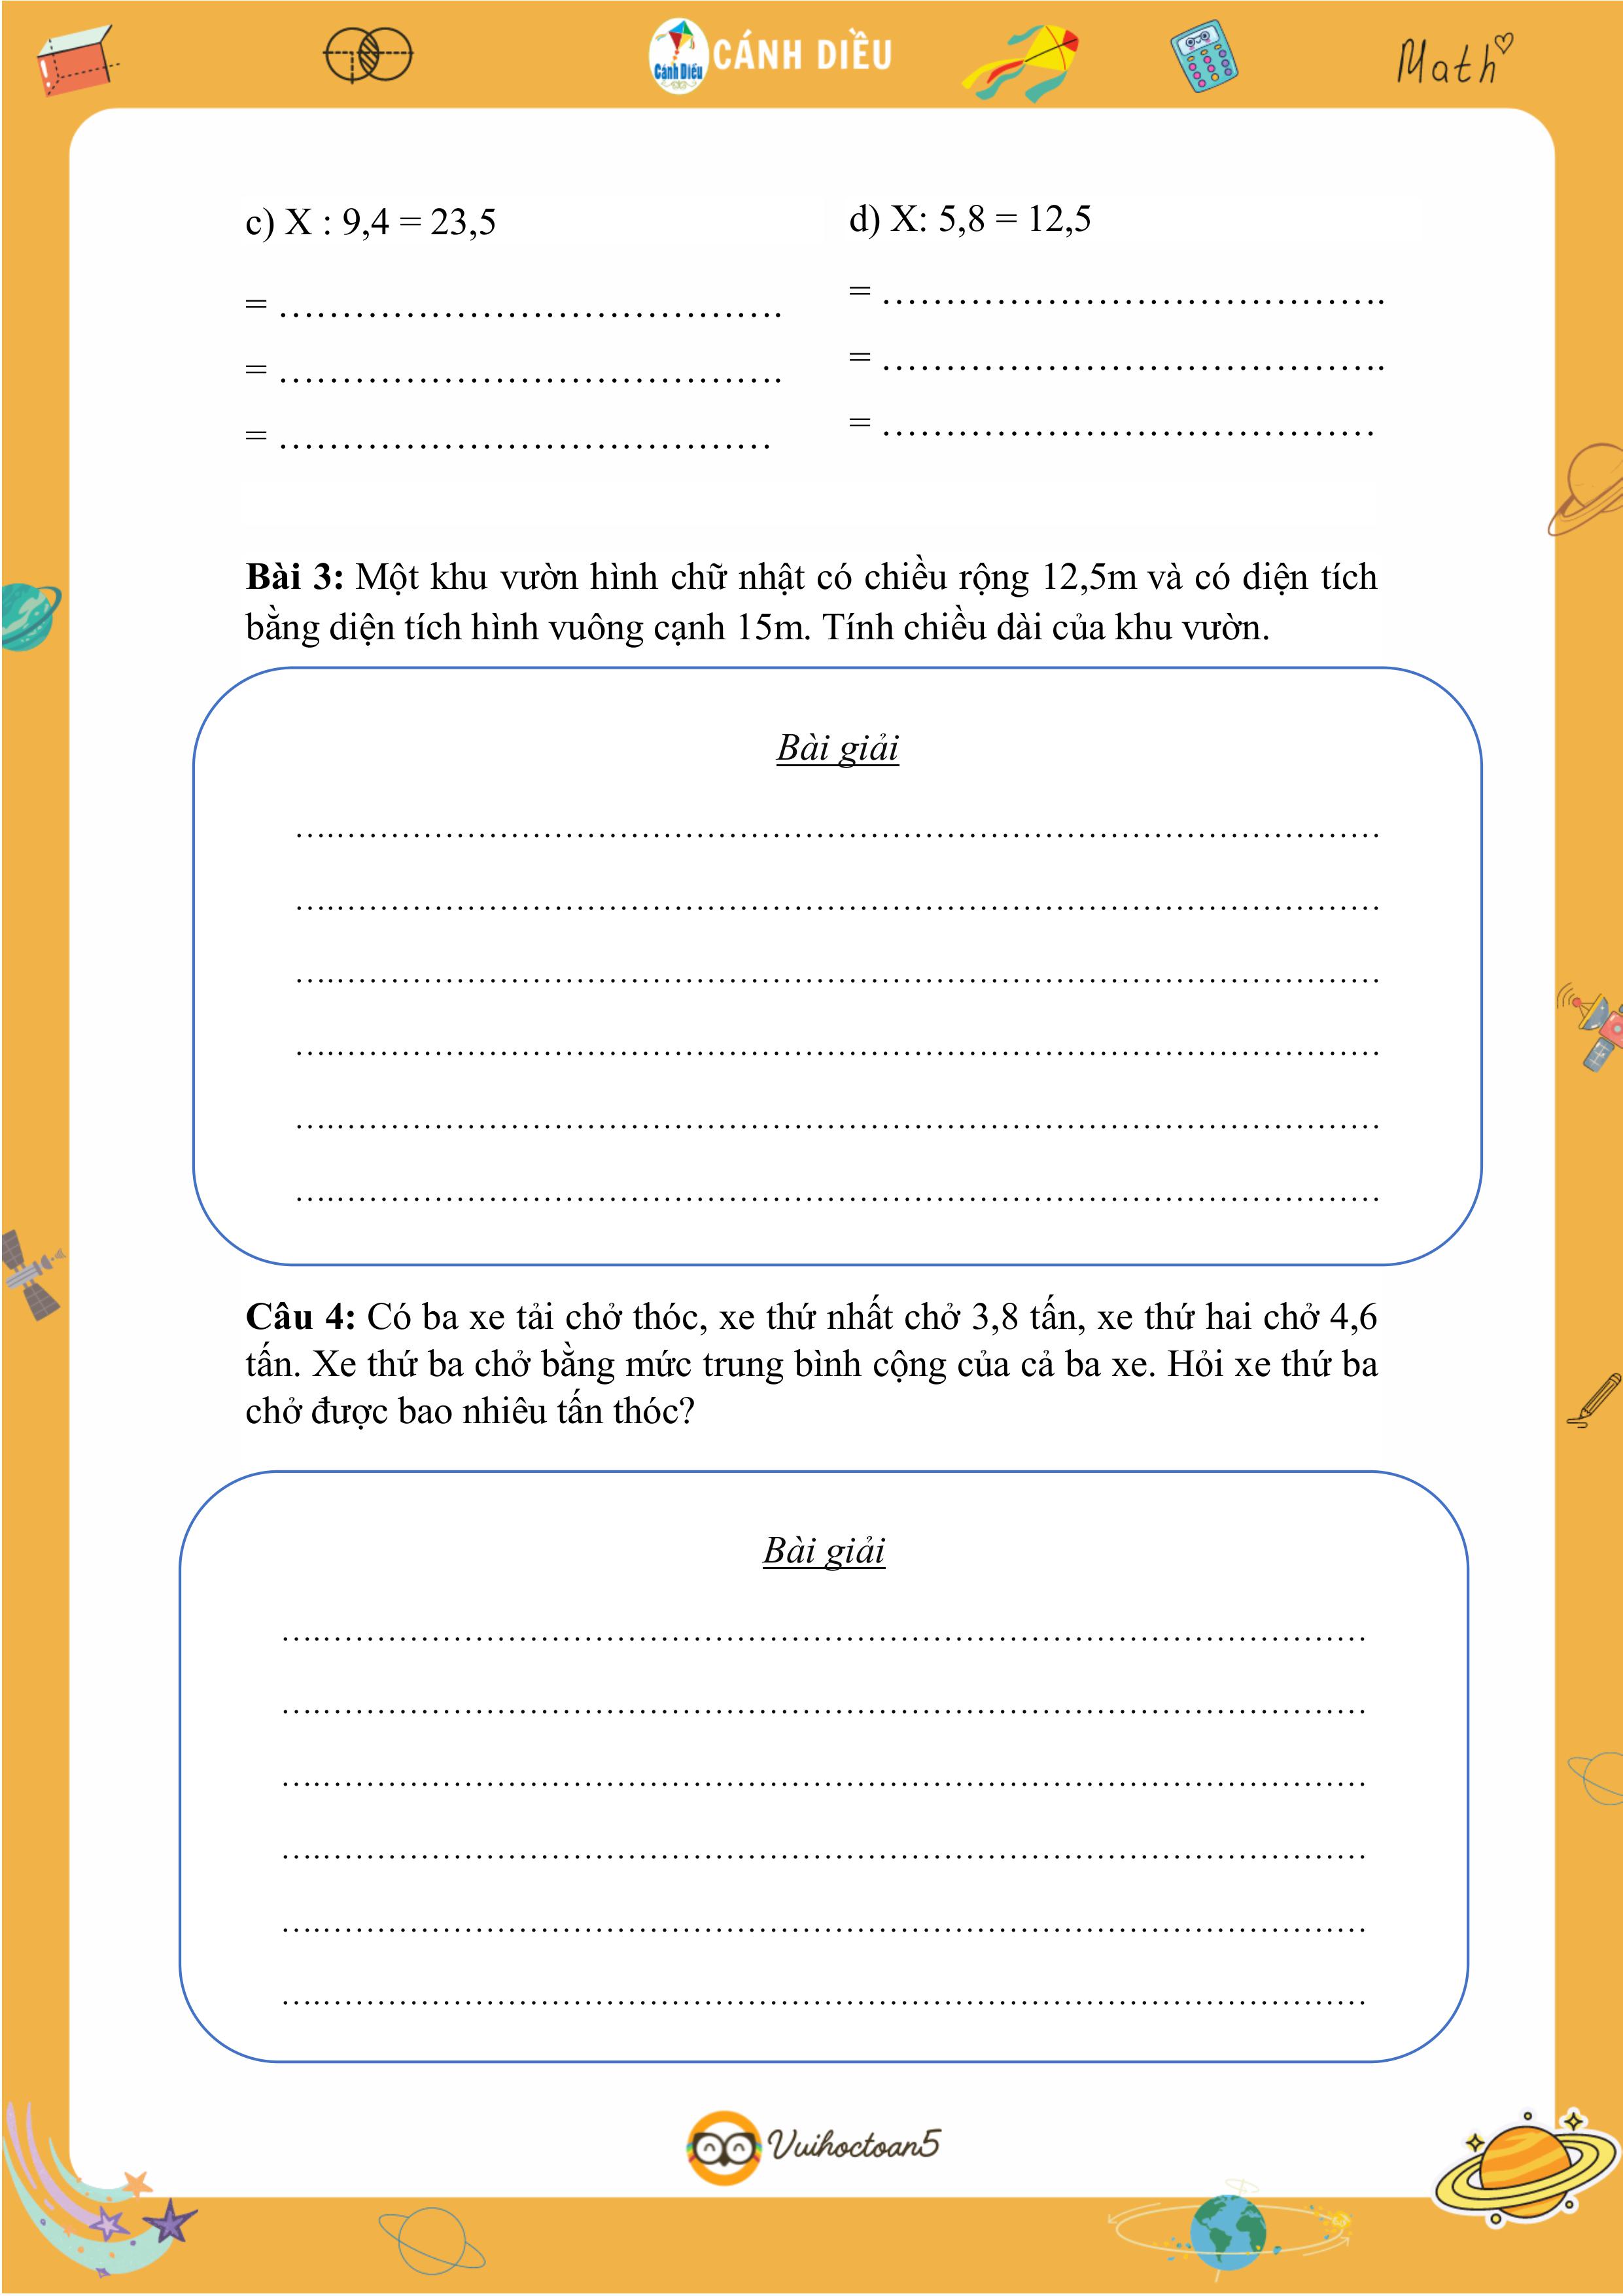 Cánh Diều CÁNH DIỀU
Math
c) X : 9,4 = 23,5
= ……………………………………….
= ……………………………………….
= ……………………………………
d) X: 5,8 = 12,5
= ……………………………………….
= ……………………………………….
= ……………………………………
Bài 3: Một khu vườn hình chữ nhật có chiều rộng 12,5m và có diện tích
bằng diện tích hình vuông cạnh 15m. Tính chiều dài của khu vườn.
Bài giải
………………………………………………………………………………
………………………………………………………………………………
………………………………………………………………………………
………………………………………………………………………………
………………………………………………………………………………
………………………………………………………………………………
Câu 4: Có ba xe tải chở thóc, xe thứ nhất chở 3,8 tấn, xe thứ hai chở 4,6
tấn. Xe thứ ba chở bằng mức trung bình cộng của cả ba xe. Hỏi xe thứ ba
chở được bao nhiêu tấn thóc?
Bài giải
………………………………………………………………………………
………………………………………………………………………………
………………………………………………………………………………
………………………………………………………………………………
………………………………………………………………………………
………………………………………………………………………………
Vuihoctoan5